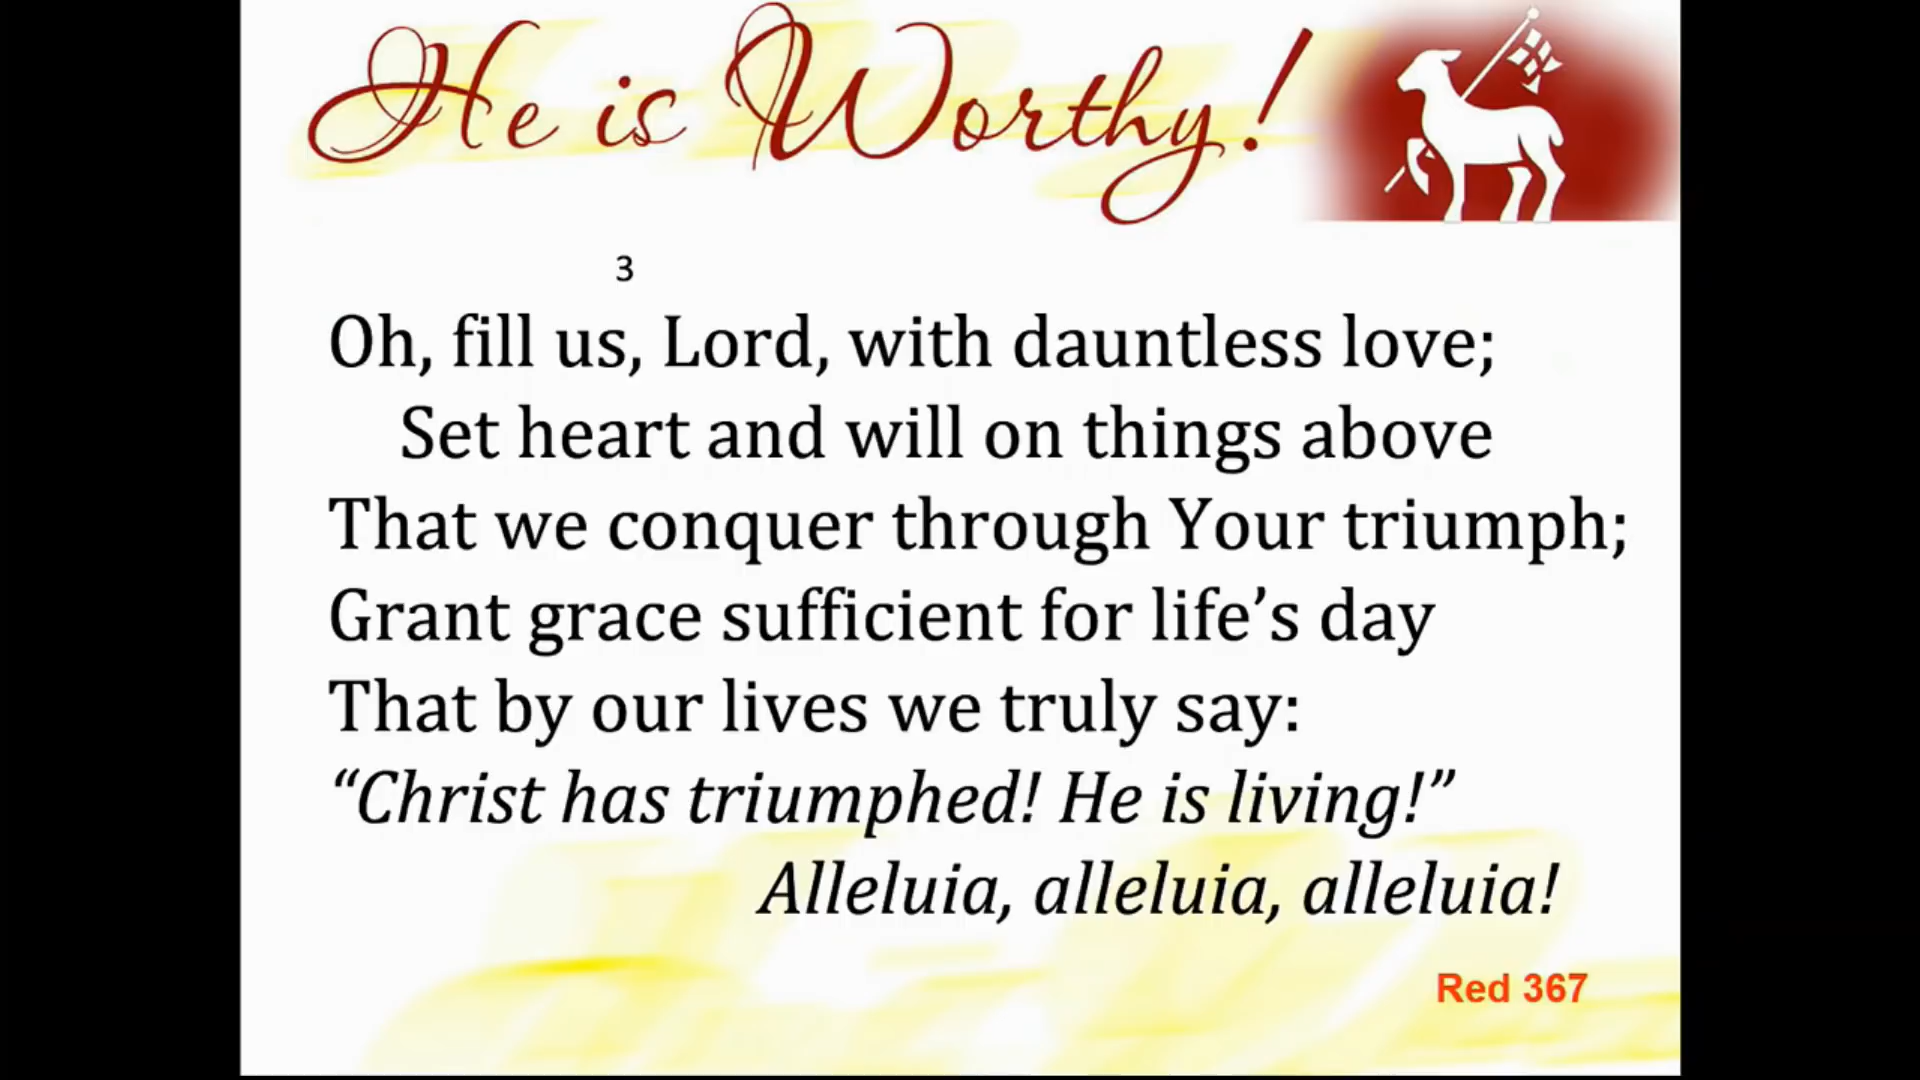 He is Worthy!
3
Oh, fill us, Lord, with dauntless love;
Set heart and will on things above
That we conquer through Your triumph;
Grant grace sufficient for life’s day
That by our lives we truly say:
“Christ has triumphed! He is living!”
Alleluia, alleluia, alleluia!
Red 367